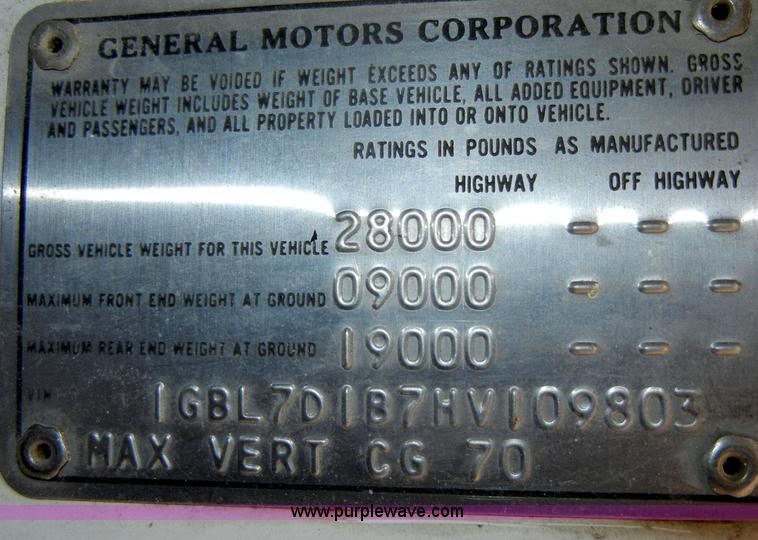 GENERAL MOTORS CORPORATION
WARRANTY MAY BE VOIDED IF WEIGHT EXCEEDS ANY OF RATINGS SHOWN. GROSS
VEHICLE WEIGHT INCLUDES WEIGHT OF BASE VEHICLE, ALL ADDED EQUIPMENT, DRIVER
AND PASSENGERS, AND ALL PROPERTY LOADED INTO OR ONTO VEHICLE.
RATINGS IN POUNDS AS MANUFACTURED
HIGHWAY OFF HIGHWAY
GROSS VEHICLE WEIGHT FOR THIS VEHICLE 28000 - - -
MAXIMUM FRONT END WEIGHT AT GROUND 09000 - - -
MAXIMUM REAR END WEIGHT AT GROUND 19000 - - -
VIN 1GBL7D1B7HV109803
MAX VERT CG 70
www.purplewave.com